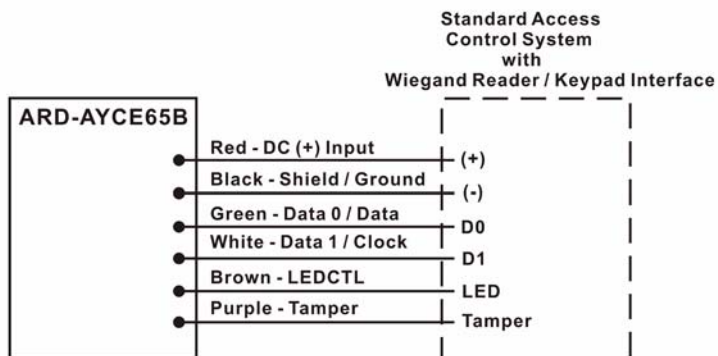 Standard Access
Control System
with
Wiegand Reader / Keypad Interface
ARD-AYCE65B
Red - DC (+) Input
(+)
Black - Shield / Ground
(-)
Green - Data 0 / Data
D0
White - Data 1 / Clock
D1
Brown - LEDCTL
LED
Purple - Tamper
Tamper